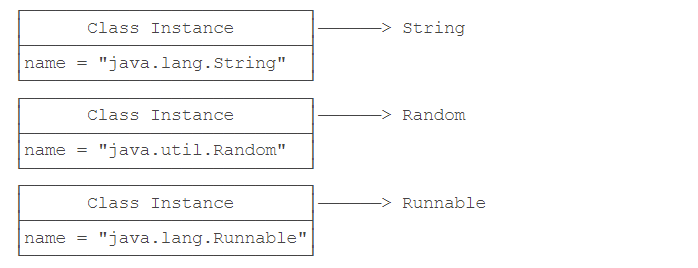 Class Instance ———> String
name = "java.lang.String"
Class Instance ———> Random
name = "java.util.Random"
Class Instance ———> Runnable
name = "java.lang.Runnable"